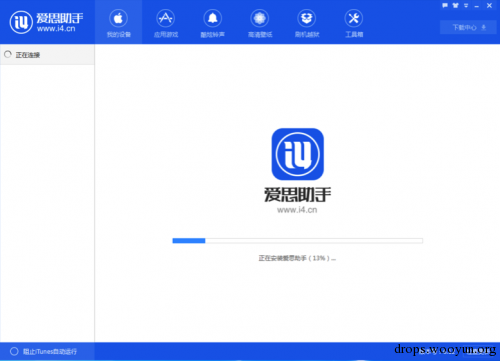 爱思助手
www.i4.cn
我的设备
应用游戏
酷炫铃声
高清壁纸
刷机越狱
工具箱
下载中心
正在连接
爱思助手
www.i4.cn
正在安装爱思助手（13%）...
阻止iTunes自动运行
drops.wooyun.org